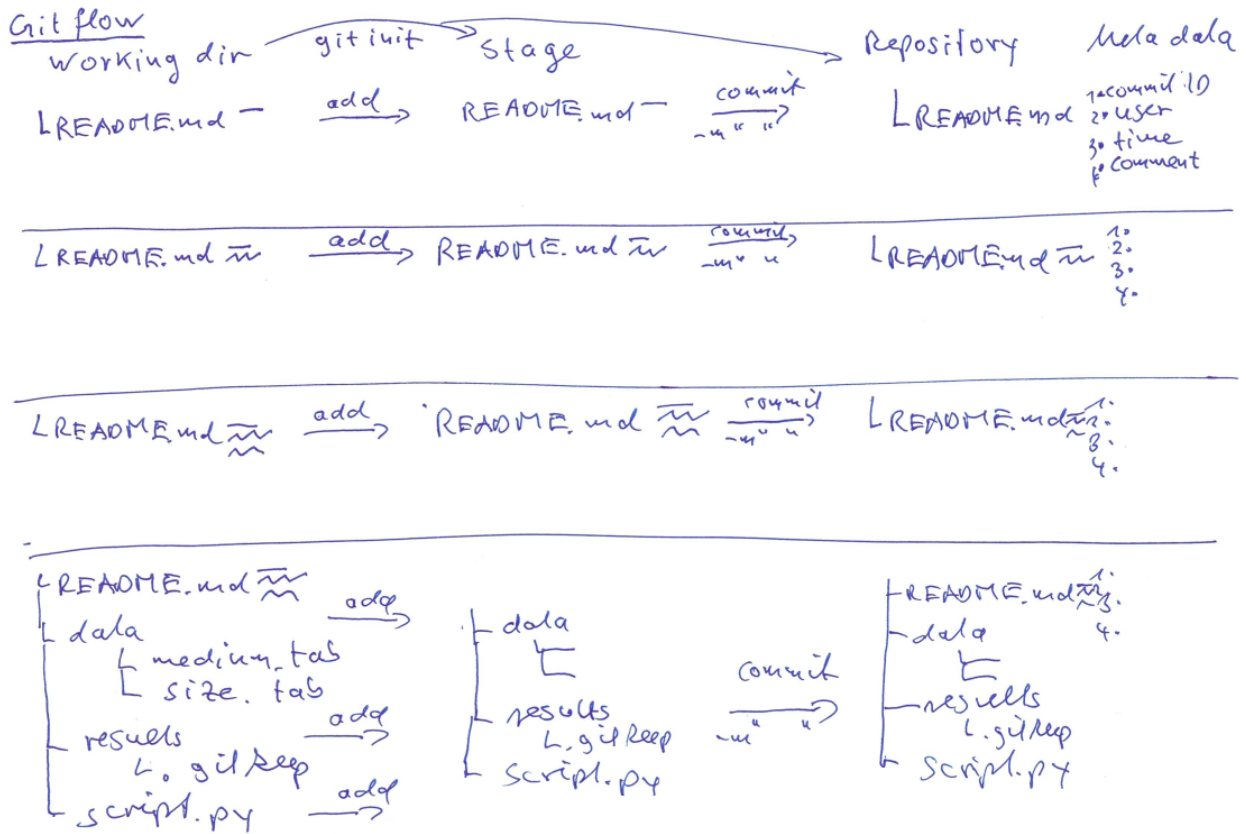 Git flow
working dir git init Stage Repository Meta data
README.md add README.md commit README.md 1. commit ID
-m " " 2. user
3. time
4. comment
README.md add README.md commit README.md 1.
-m " " 2.
3.
4.
README.md add README.md commit README.md 1.
-m " " 2.
3.
4.
README.md add README.md 1.
3.
data data data 4.
medium.tab
size.tab commit
results add results -m " " results
.gitkeep .gitkeep .gitkeep
script.py add script.py script.py